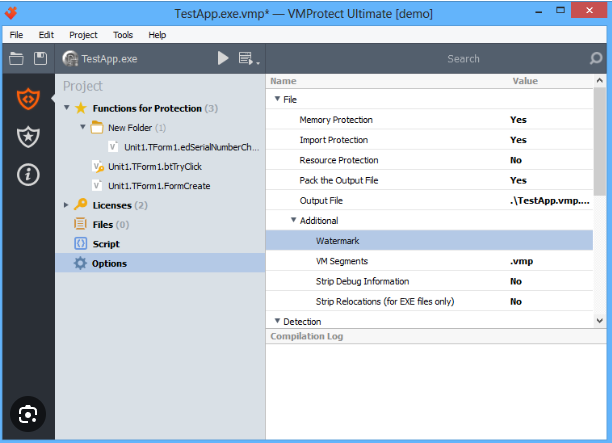 TestApp.exe.vmp* — VMProtect Ultimate [demo]
File Edit Project Tools Help
TestApp.exe
Search
Project
Functions for Protection (3)
New Folder (1)
Unit1.TForm1.edSerialNumberCh...
Unit1.TForm1.btTryClick
Unit1.TForm1.FormCreate
Licenses (2)
Files (0)
Script
Options
Name Value
File
Memory Protection Yes
Import Protection Yes
Resource Protection No
Pack the Output File Yes
Output File .\TestApp.vmp....
Additional
Watermark
VM Segments .vmp
Strip Debug Information No
Strip Relocations (for EXE files only) No
Detection
Compilation Log